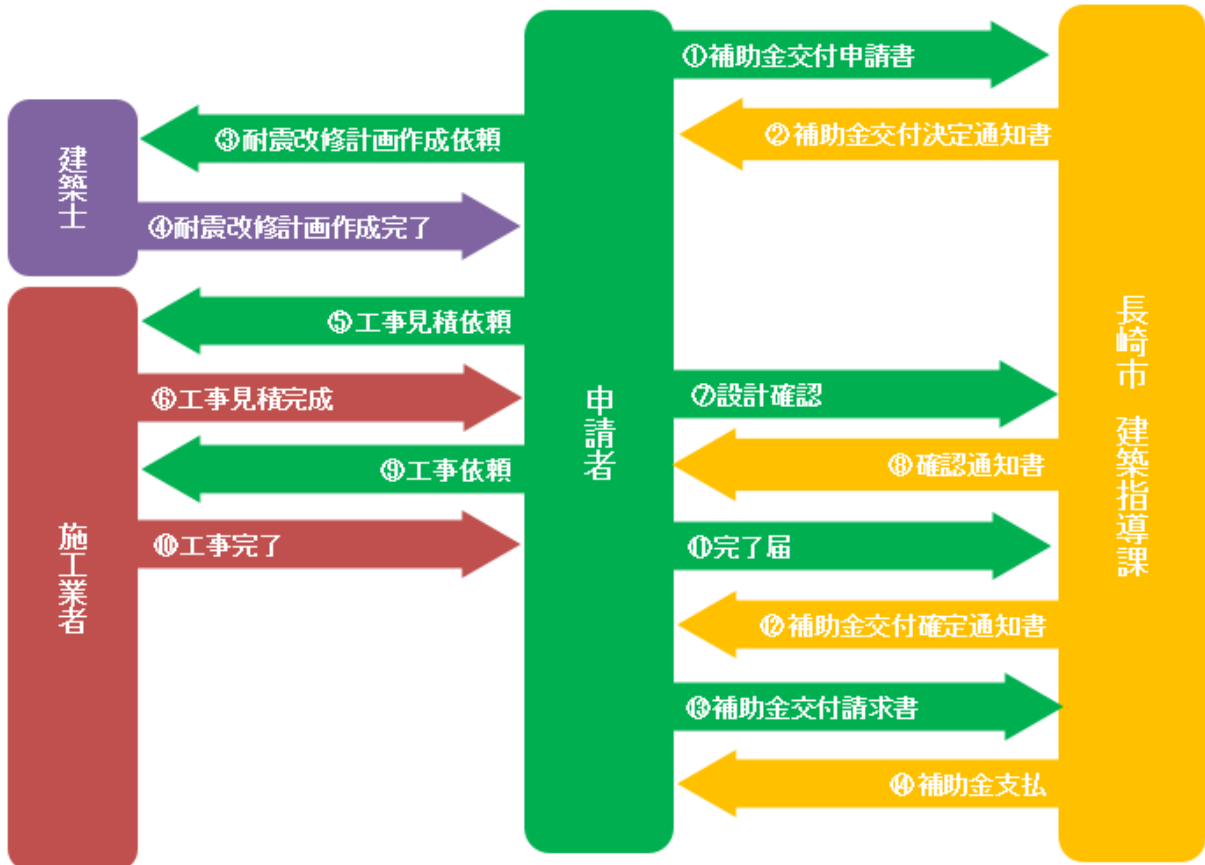 ①補助金交付申請書
②補助金交付決定通知書
建築士
③耐震改修計画作成依頼
④耐震改修計画作成完了
⑤工事見積依頼
⑥工事見積完成
申請者
⑦設計確認
長崎市 建築指導課
⑧確認通知書
施工業者
⑨工事依頼
⑩工事完了
⑪完了届
⑫補助金交付確定通知書
⑬補助金交付請求書
⑭補助金支払